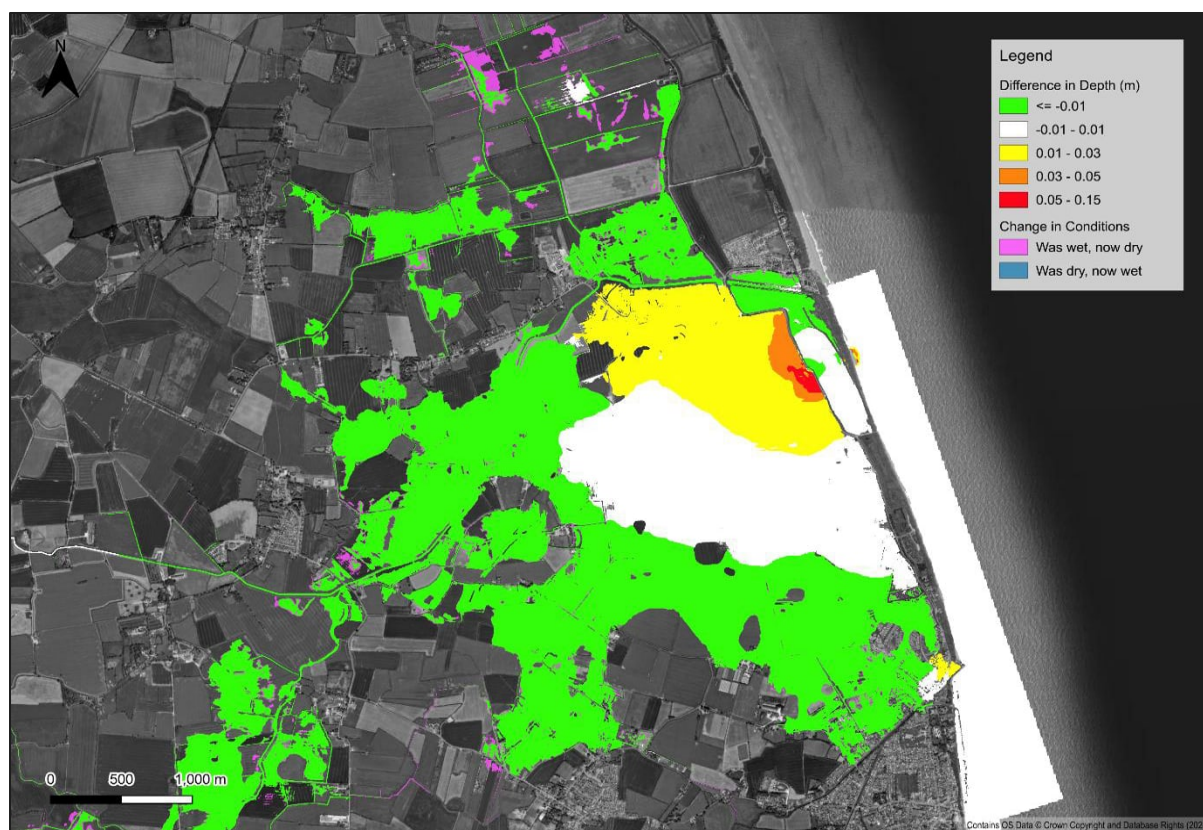 N
Legend
Difference in Depth (m)
<= -0.01
-0.01 - 0.01
0.01 - 0.03
0.03 - 0.05
0.05 - 0.15
Change in Conditions
Was wet, now dry
Was dry, now wet
0 500 1,000 m
Contains OS Data © Crown Copyright and Database Rights